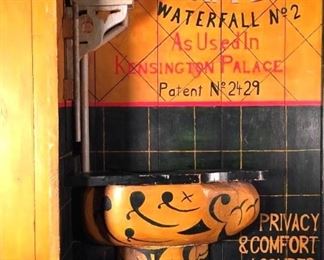 WATERFALL Nº2
As Used In
KENSINGTON PALACE
Patent Nº 2429
PRIVACY
& COMFORT